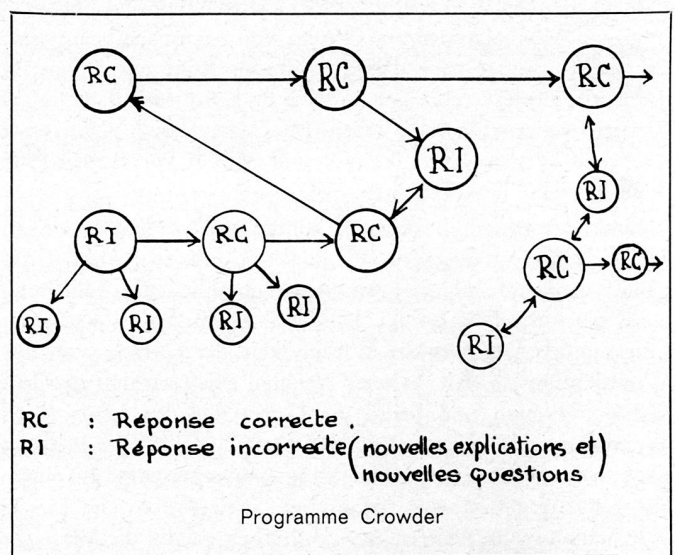 RC RC RC
RI
RI
RI RC RC
RC RC
RI RI RI RI
RI
RC : Réponse correcte.
RI : Réponse incorrecte (nouvelles explications et
nouvelles questions)
Programme Crowder